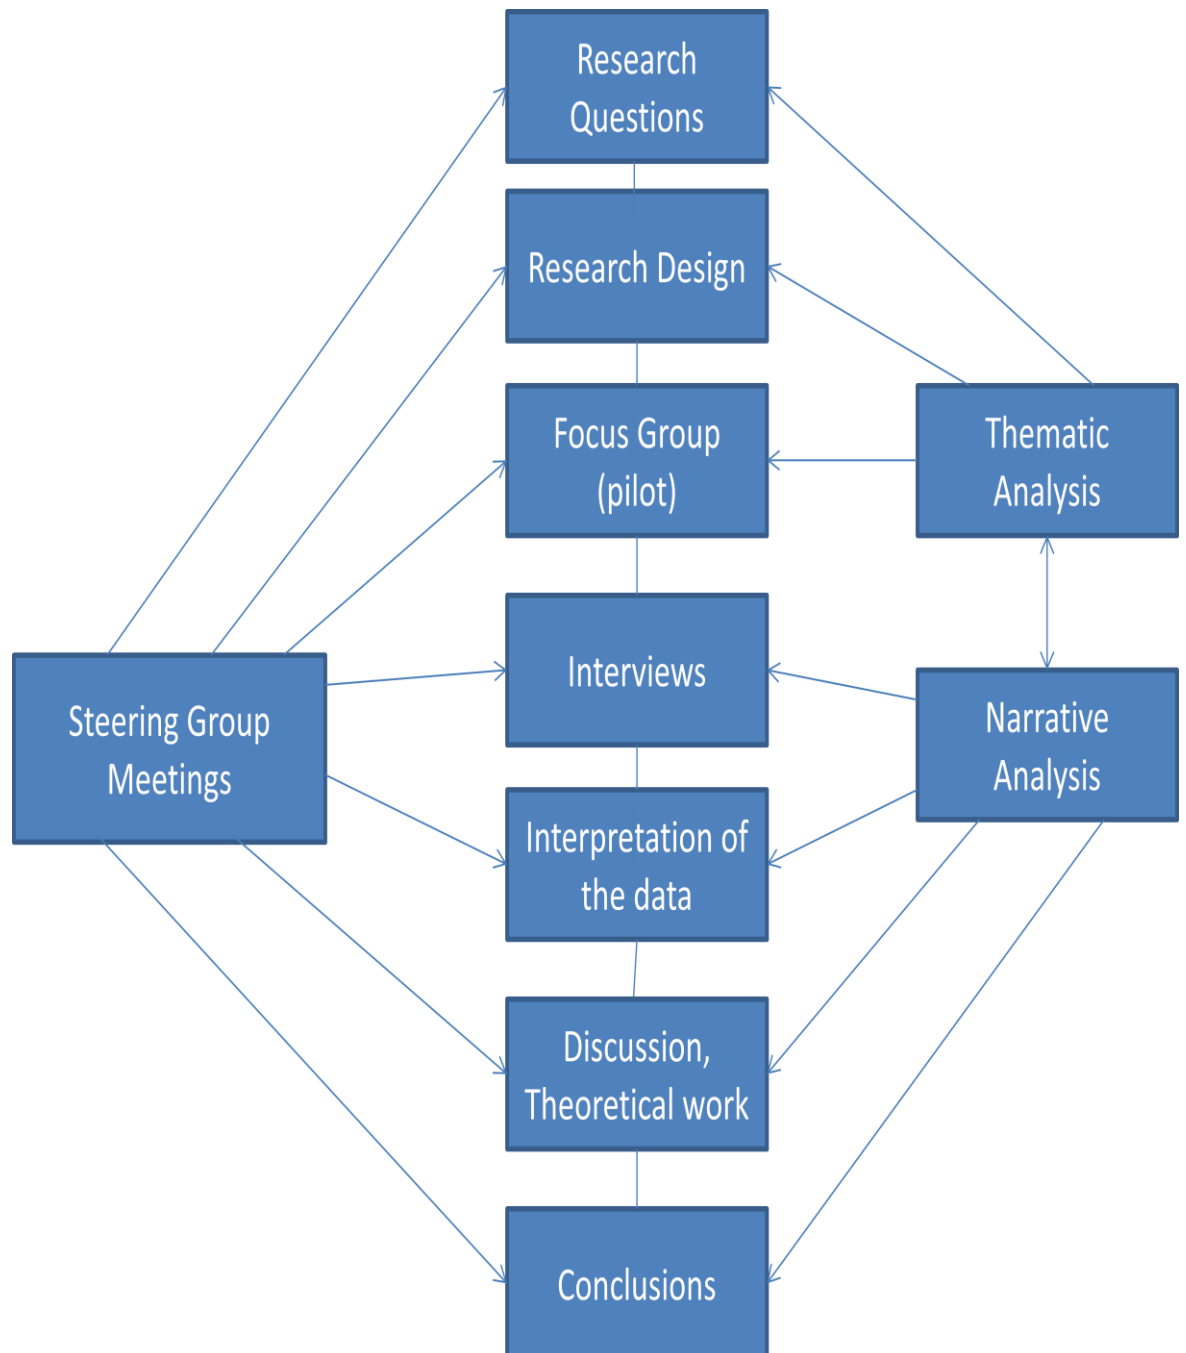 Research
Questions
Research Design
Focus Group
(pilot)
Thematic
Analysis
Interviews
Steering Group
Meetings
Narrative
Analysis
Interpretation of
the data
Discussion,
Theoretical work
Conclusions